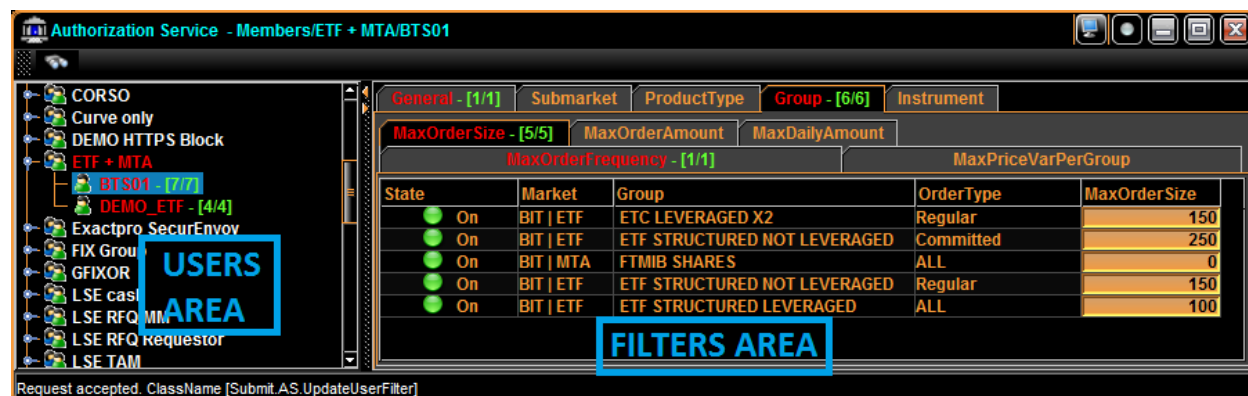 Authorization Service - Members/ETF + MTA/BTS01
CORSO
Curve only
DEMO HTTPS Block
ETF + MTA
BTS01 - [7/7]
DEMO_ETF - [4/4]
Exactpro SecurEnvoy
FIX Group
GFIXOR
LSE cas
LSE RFQ MM
LSE RFQ Requestor
LSE TAM
USERS
AREA
General - [1/1] Submarket ProductType Group - [6/6] Instrument
MaxOrderSize - [5/5] MaxOrderAmount MaxDailyAmount
MaxOrderFrequency - [1/1] MaxPriceVarPerGroup
State Market Group OrderType MaxOrderSize
On BIT | ETF ETC LEVERAGED X2 Regular 150
On BIT | ETF ETF STRUCTURED NOT LEVERAGED Committed 250
On BIT | MTA FTMIB SHARES ALL 0
On BIT | ETF ETF STRUCTURED NOT LEVERAGED Regular 150
On BIT | ETF ETF STRUCTURED LEVERAGED ALL 100
FILTERS AREA
Request accepted. ClassName [Submit.AS.UpdateUserFilter]